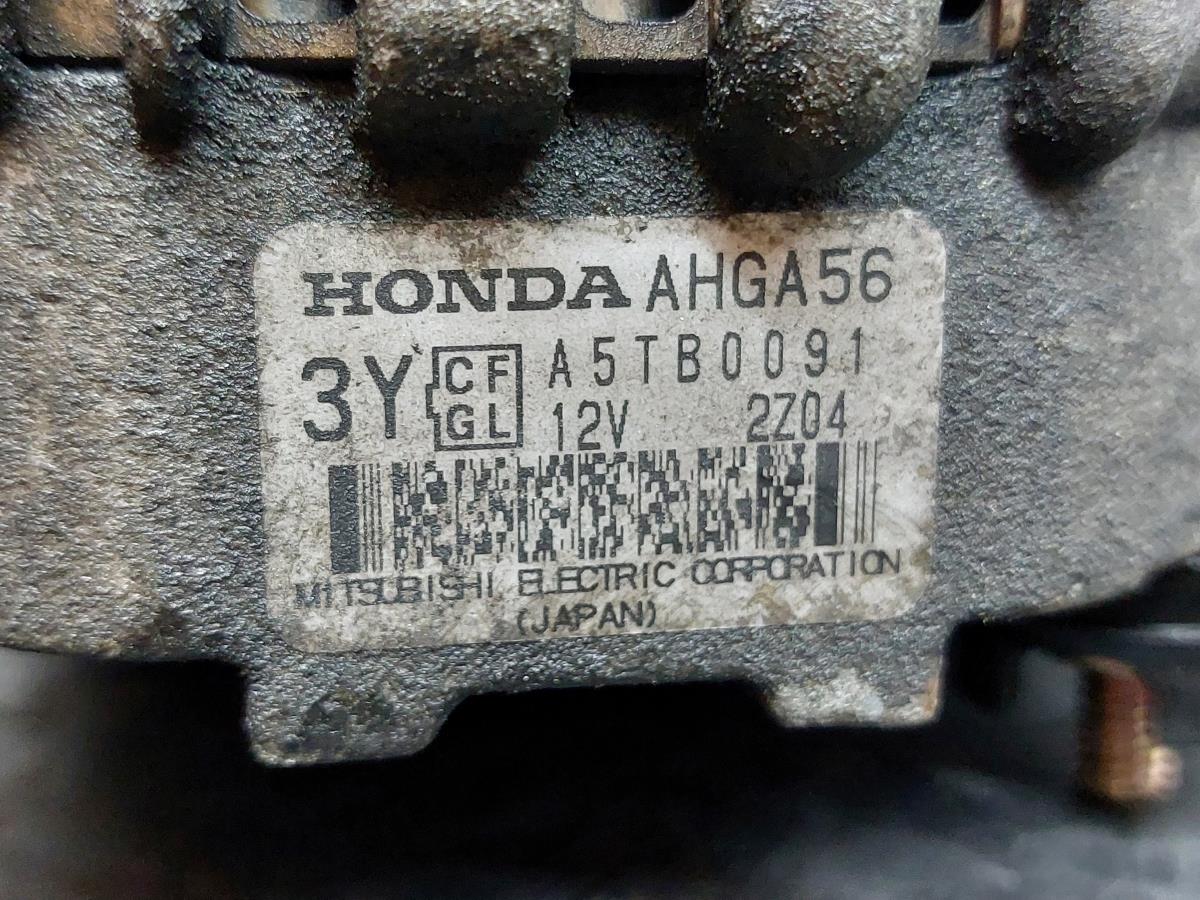 HONDA AHGA56
3Y CF GL A5TB0091
12V 2Z04
MITSUBISHI ELECTRIC CORPORATION
(JAPAN)